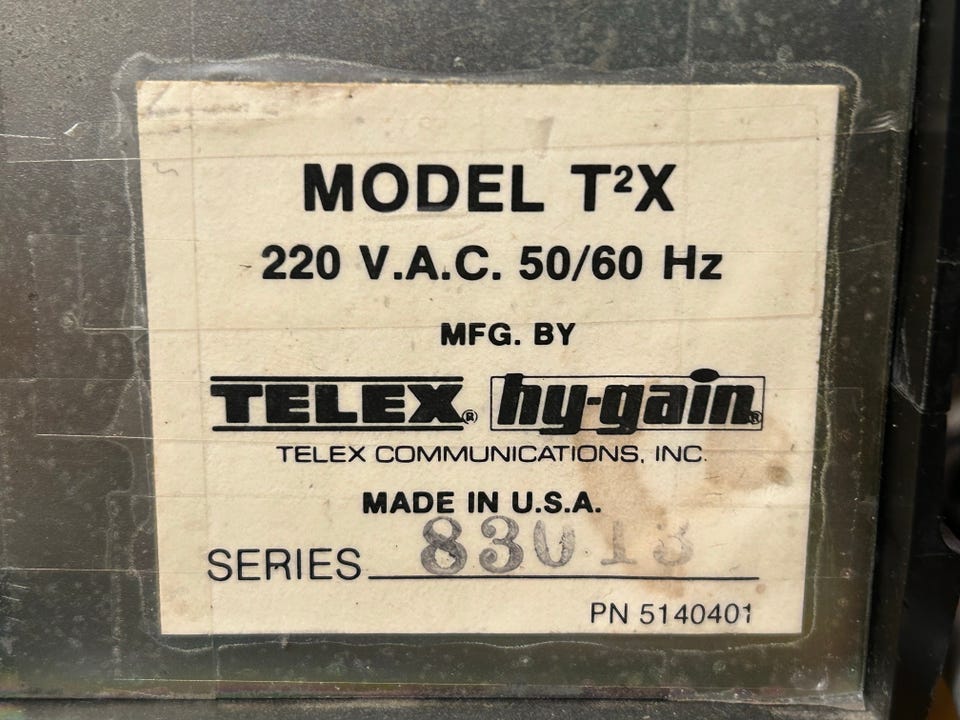 MODEL T²X
220 V.A.C. 50/60 Hz
MFG. BY
TELEX® hy-gain®
TELEX COMMUNICATIONS, INC.
MADE IN U.S.A.
SERIES 83013
PN 5140401